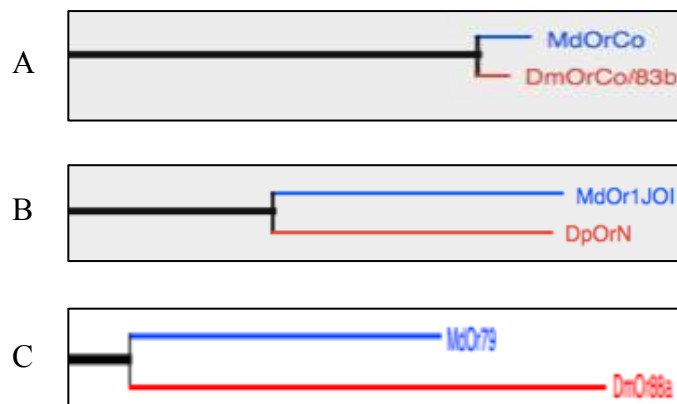 A
MdOrCo
DmOrCo/83b
B
MdOr1JOI
DpOrN
C
MdOr79
DmOr88a